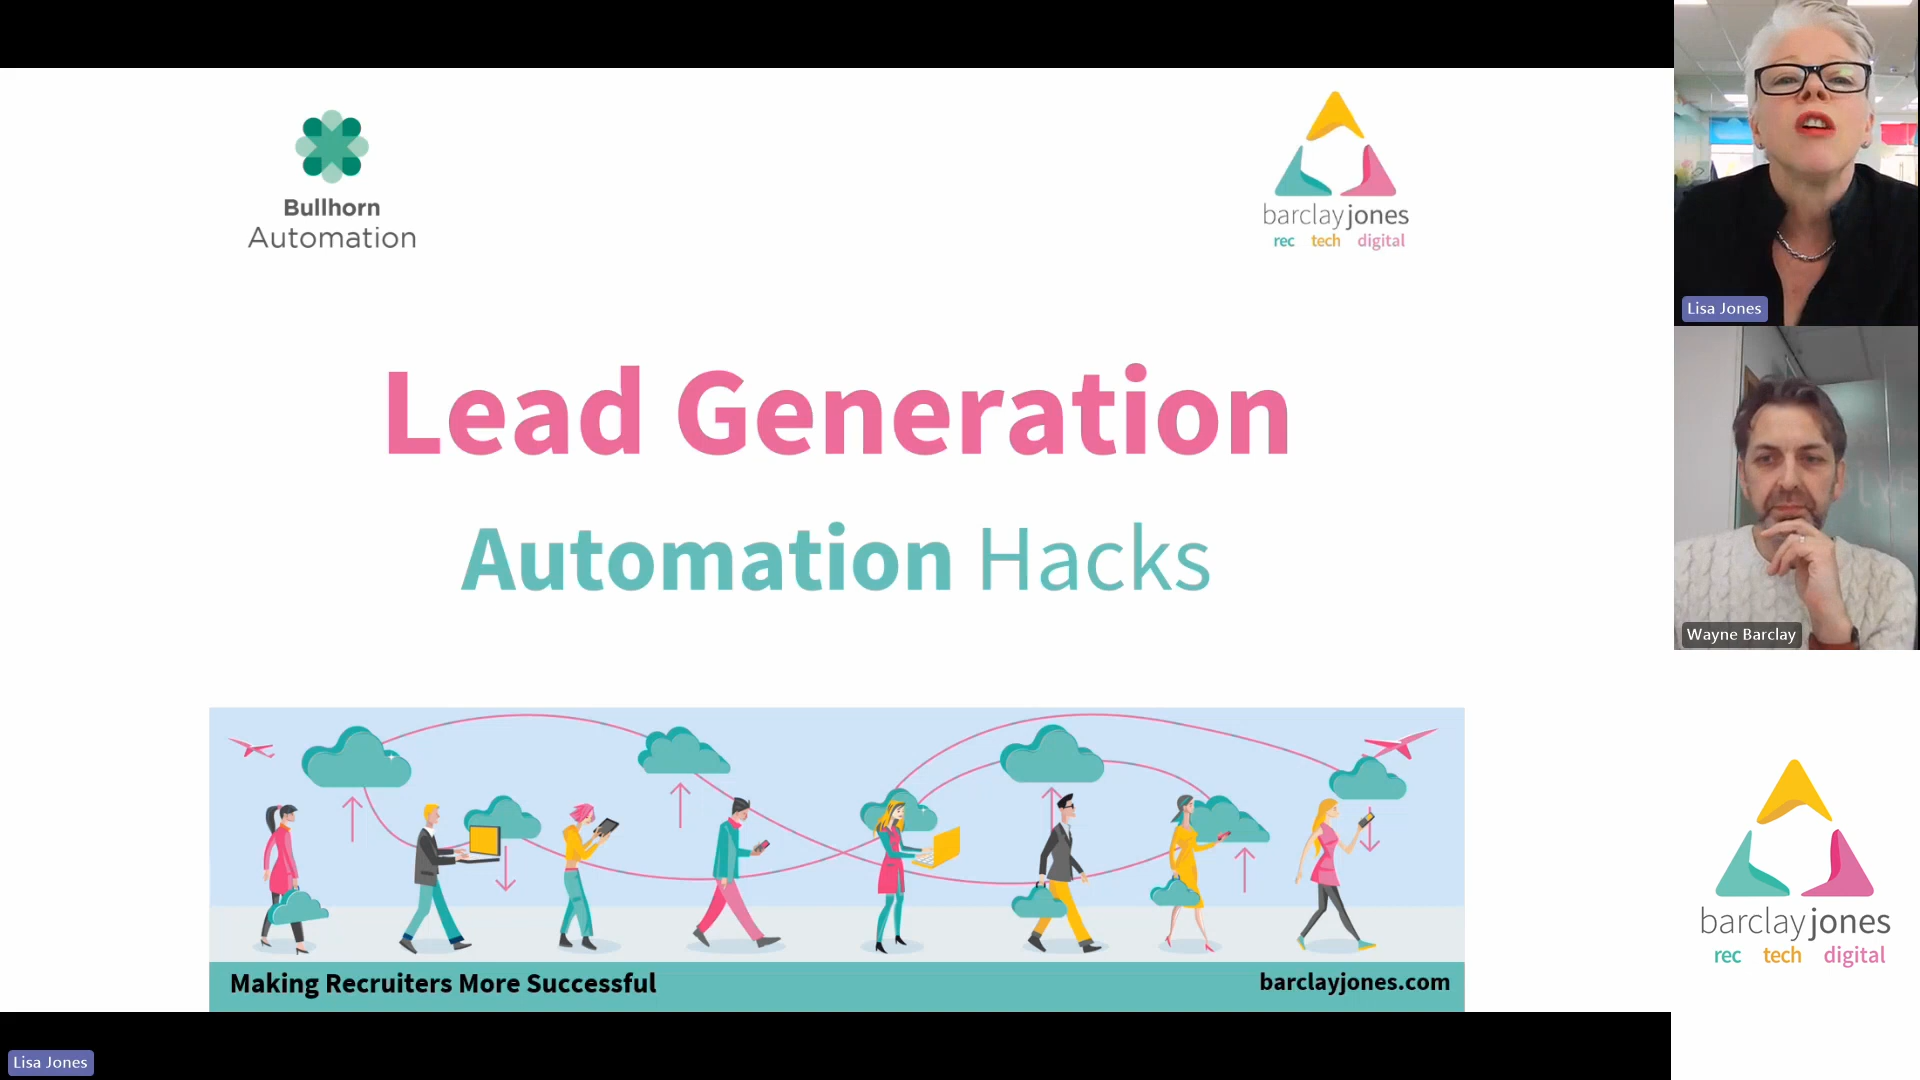 Bullhorn
Automation
barclayjones
rec tech digital
Lead Generation
Automation Hacks
Making Recruiters More Successful
barclayjones.com
Lisa Jones
Wayne Barclay
barclayjones
rec tech digital
Lisa Jones